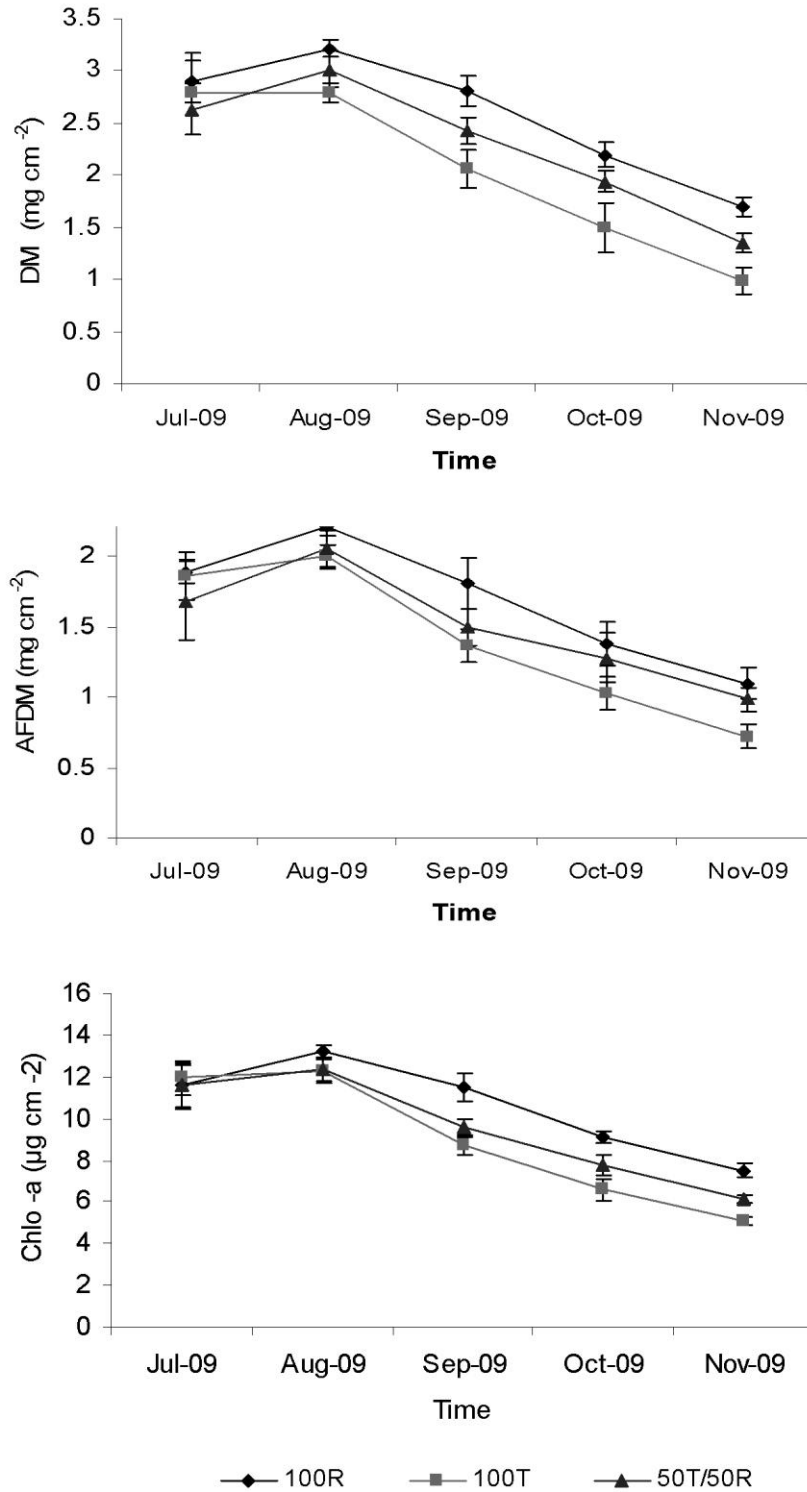 3.5
3
2.5
2
1.5
1
0.5
0
DM (mg cm -2)
Jul-09 Aug-09 Sep-09 Oct-09 Nov-09
Time
2
1.5
1
0.5
0
AFDM (mg cm -2)
Jul-09 Aug-09 Sep-09 Oct-09 Nov-09
Time
16
14
12
10
8
6
4
2
0
Chlo -a (µg cm -2)
Jul-09 Aug-09 Sep-09 Oct-09 Nov-09
Time
100R 100T 50T/50R